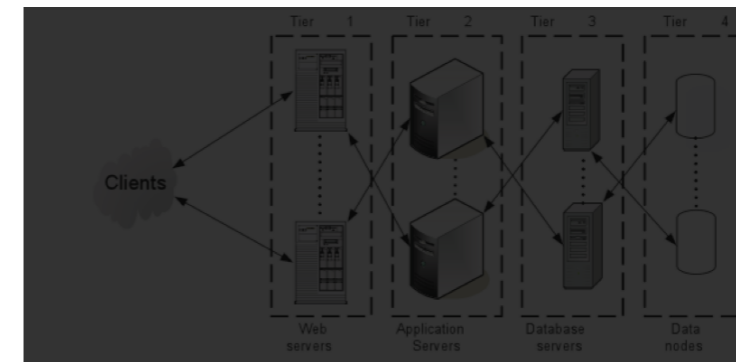 Tier 1 Tier 2 Tier 3 Tier 4
Clients
Web servers
Application Servers
Database servers
Data nodes